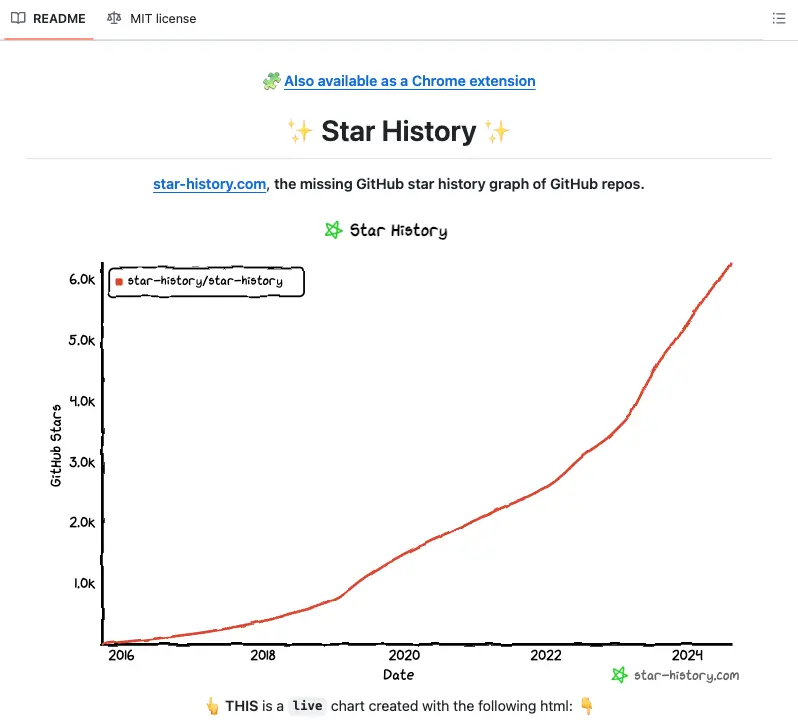 README MIT license
Also available as a Chrome extension
Star History
star-history.com, the missing GitHub star history graph of GitHub repos.
Star History
star-history/star-history
6.0k
5.0k
4.0k
3.0k
2.0k
1.0k
GitHub Stars
2016 2018 2020 2022 2024
Date
star-history.com
THIS is a live chart created with the following html: